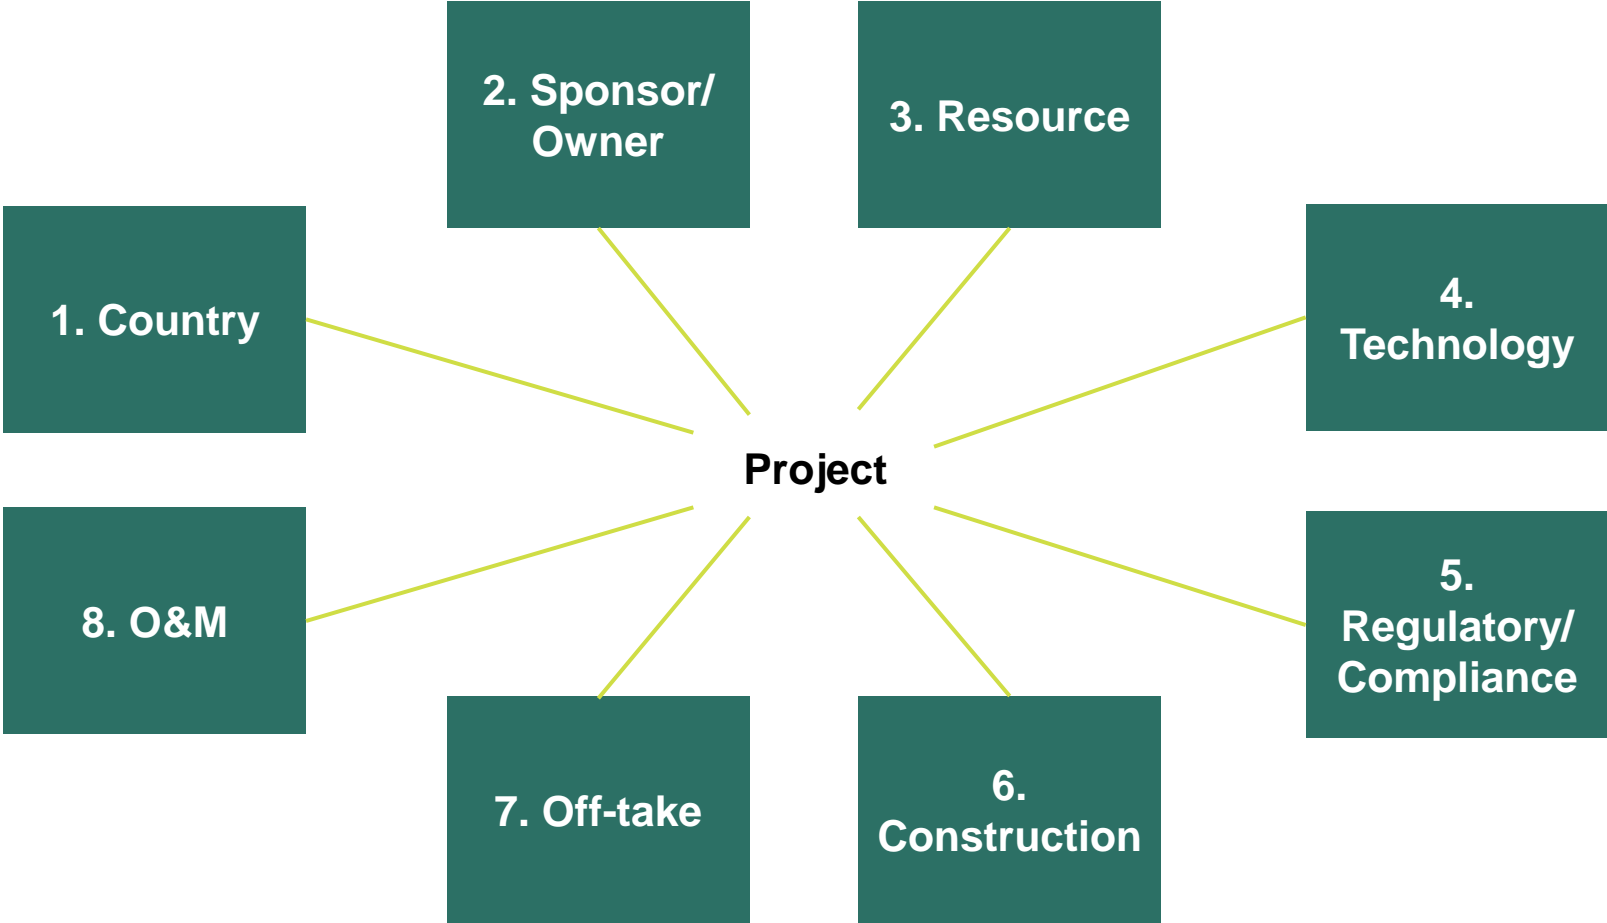 2. Sponsor/
Owner
3. Resource
1. Country
4.
Technology
Project
8. O&M
5.
Regulatory/
Compliance
7. Off-take
6.
Construction